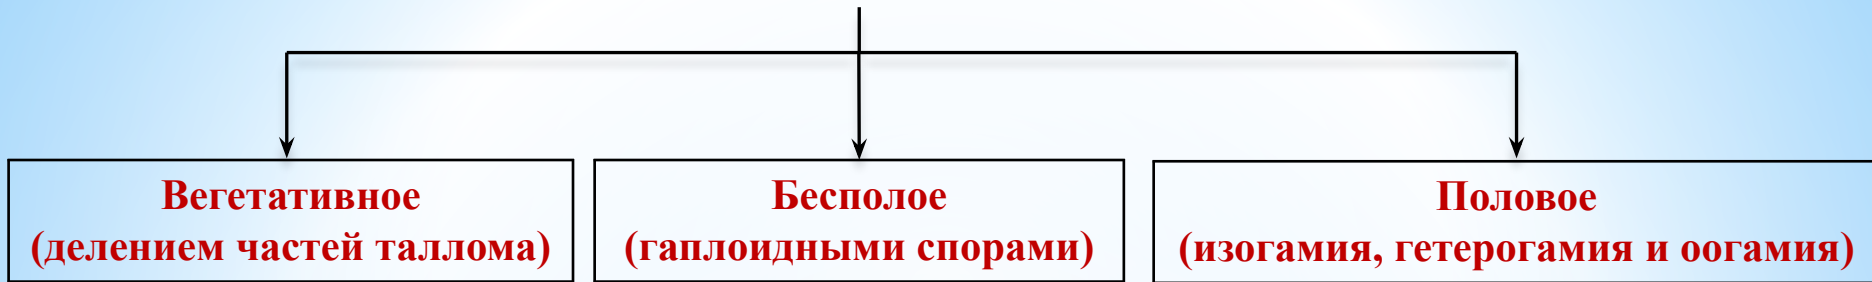 Вегетативное
(делением частей таллома)
Бесполое
(гаплоидными спорами)
Половое
(изогамия, гетерогамия и оогамия)